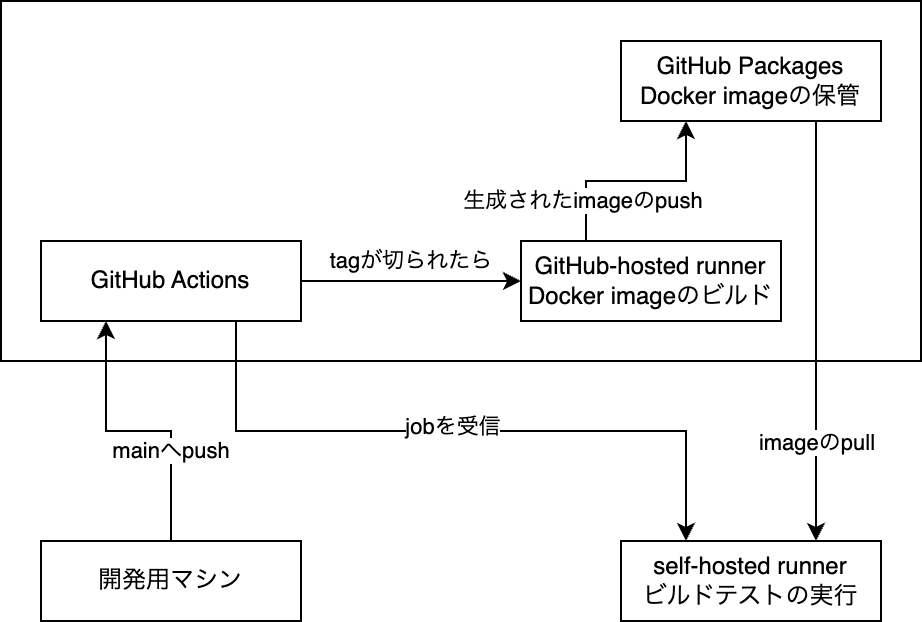 GitHub Packages
Docker imageの保管
生成されたimageのpush
GitHub Actions
tagが切られたら
GitHub-hosted runner
Docker imageのビルド
jobを受信
mainへpush
imageのpull
開発用マシン
self-hosted runner
ビルドテストの実行